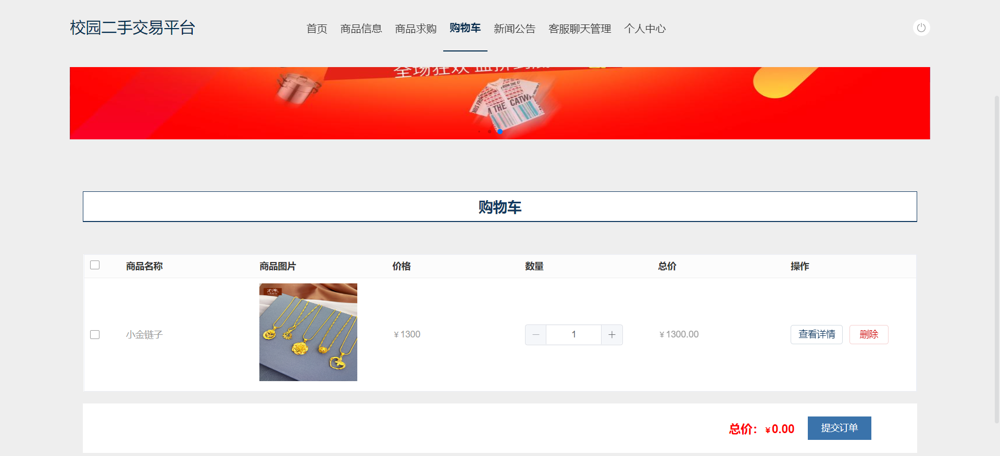 校园二手交易平台
首页 商品信息 商品求购 购物车 新闻公告 客服聊天管理 个人中心
FROM THE C
THE CATW
购物车
商品名称 商品图片 价格 数量 总价 操作
小金链子 ¥1300 1 ¥1300.00 查看详情 删除
总价：¥0.00 提交订单